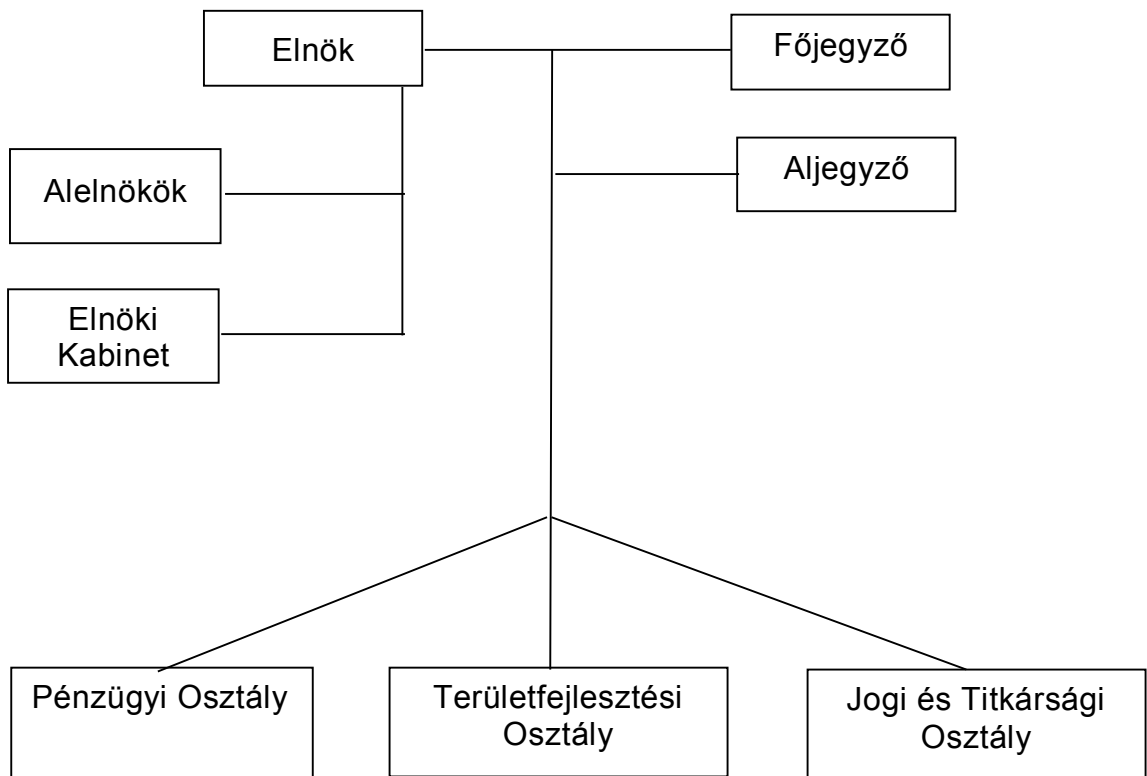 Elnök
Főjegyző
Alelnökök
Aljegyző
Elnöki
Kabinet
Pénzügyi Osztály
Területfejlesztési
Osztály
Jogi és Titkársági
Osztály